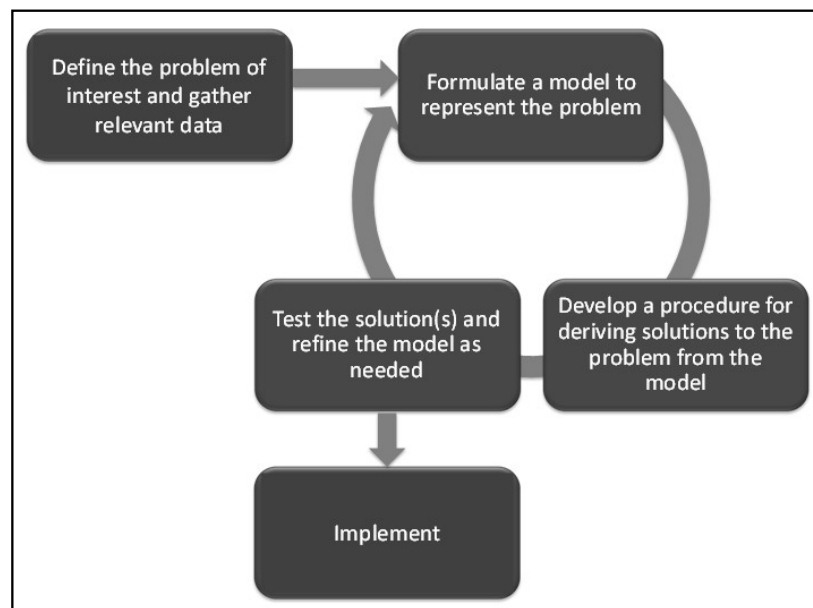 Define the problem of
interest and gather
relevant data
Formulate a model to
represent the problem
Develop a procedure for
deriving solutions to the
problem from the
model
Test the solution(s) and
refine the model as
needed
Implement